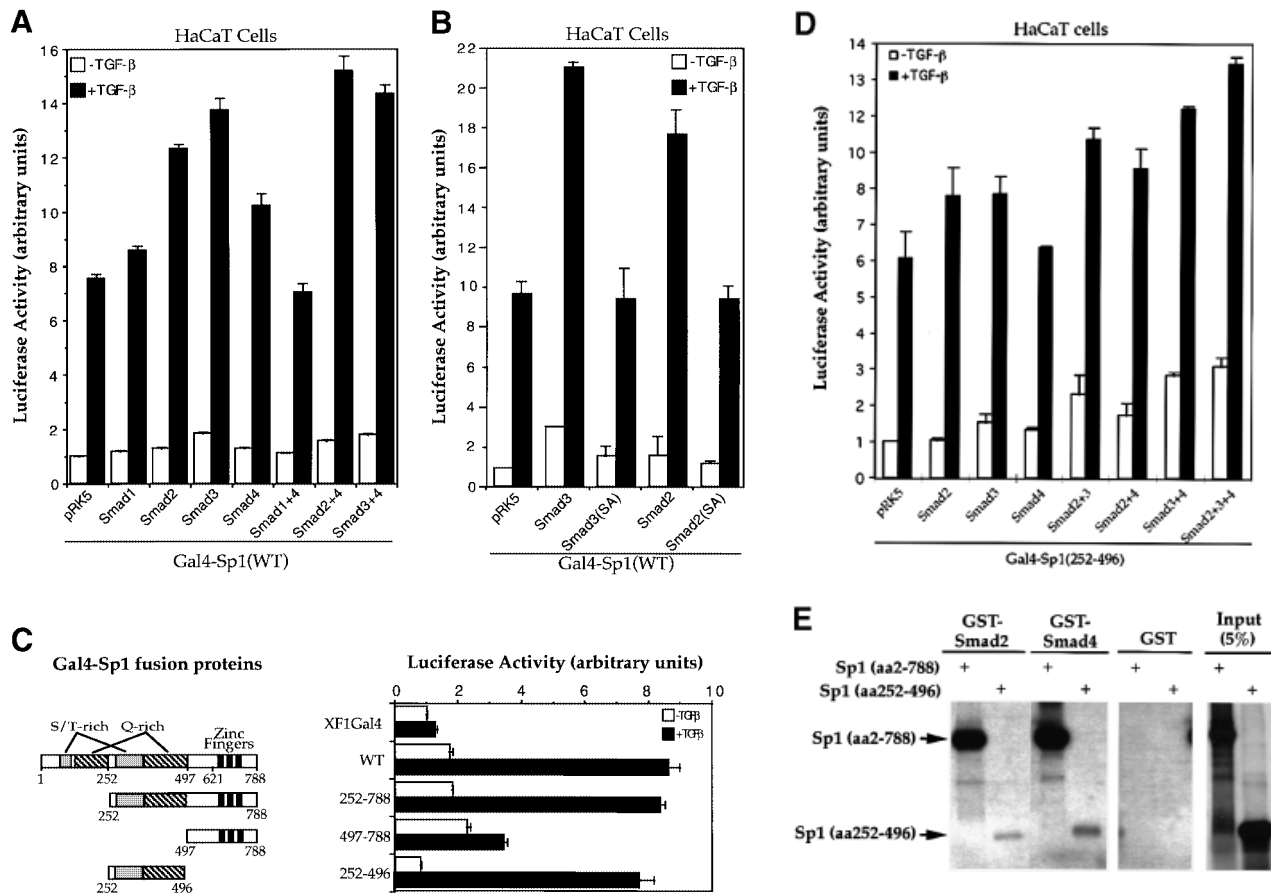 A
HaCaT Cells
-TGF-β
+TGF-β
Luciferase Activity (arbitrary units)
16
14
12
10
8
6
4
2
0
pRK5
Smad1
Smad2
Smad3
Smad4
Smad1+4
Smad2+4
Smad3+4
Gal4-Sp1(WT)
B
HaCaT Cells
-TGF-β
+TGF-β
Luciferase Activity (arbitrary units)
22
20
18
16
14
12
10
8
6
4
2
0
pRK5
Smad3
Smad3(SA)
Smad2
Smad2(SA)
Gal4-Sp1(WT)
D
HaCaT cells
-TGF-β
+TGF-β
Luciferase Activity (arbitrary units)
14
13
12
11
10
9
8
7
6
5
4
3
2
1
0
pRK5
Smad2
Smad3
Smad4
Smad2+3
Smad2+4
Smad3+4
Smad2+3+4
Gal4-Sp1(252-496)
C
Gal4-Sp1 fusion proteins
S/T-rich Q-rich Zinc
Fingers
1 252 497 621 788
252 788
497 788
252 496
Luciferase Activity (arbitrary units)
0 2 4 6 8 10
-TGFβ
+TGFβ
XF1Gal4
WT
252-788
497-788
252-496
E
GST-
Smad2
GST-
Smad4
GST
Input
(5%)
Sp1 (aa2-788) + + + +
Sp1 (aa252-496) + + + +
Sp1 (aa2-788)
Sp1 (aa252-496)